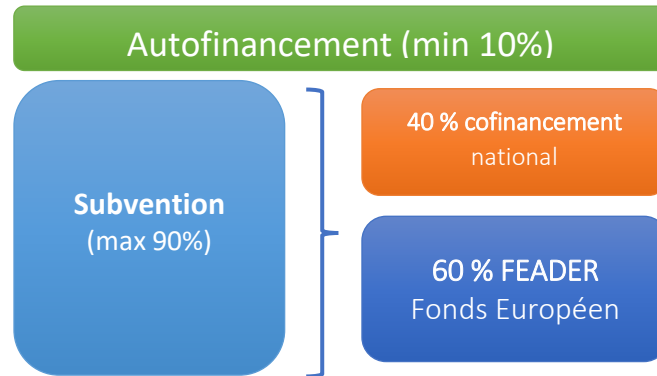 Autofinancement (min 10%)
Subvention
(max 90%)
40 % cofinancement
national
60 % FEADER
Fonds Européen